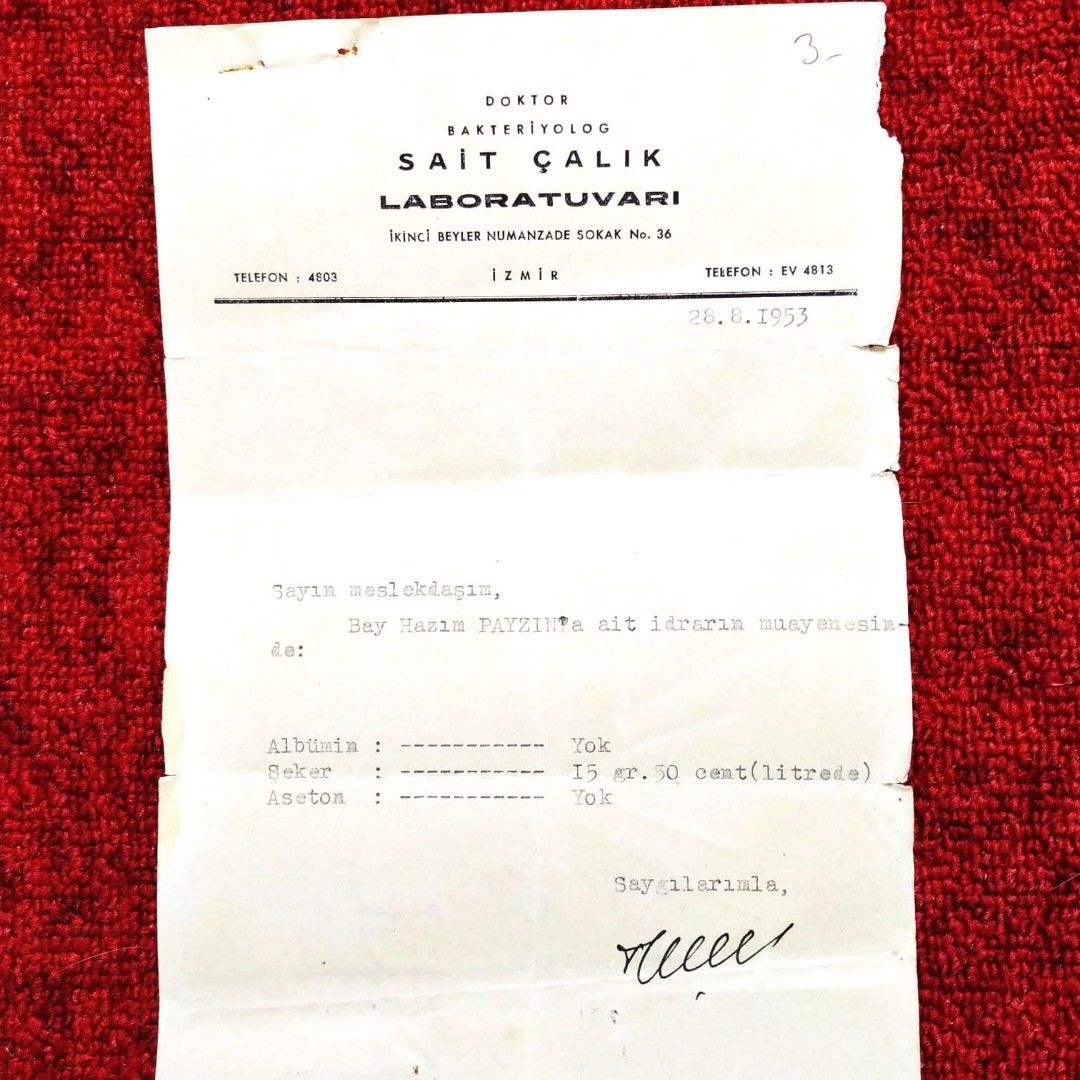 3-
DOKTOR
BAKTERİYOLOG
SAİT ÇALIK
LABORATUVARI
İKİNCİ BEYLER NUMANZADE SOKAK No. 36
TELEFON : 4803 İZMİR TELEFON : EV 4813
28.8.I953
Sayın meslekdaşım,
Bay Hazım PAYZIN'a ait idrarın muayenesin-
de:
Albümin : ----------- Yok
Şeker : ----------- I5 gr.50 cent(litrede)
Aseton : ----------- Yok
Saygılarımla,